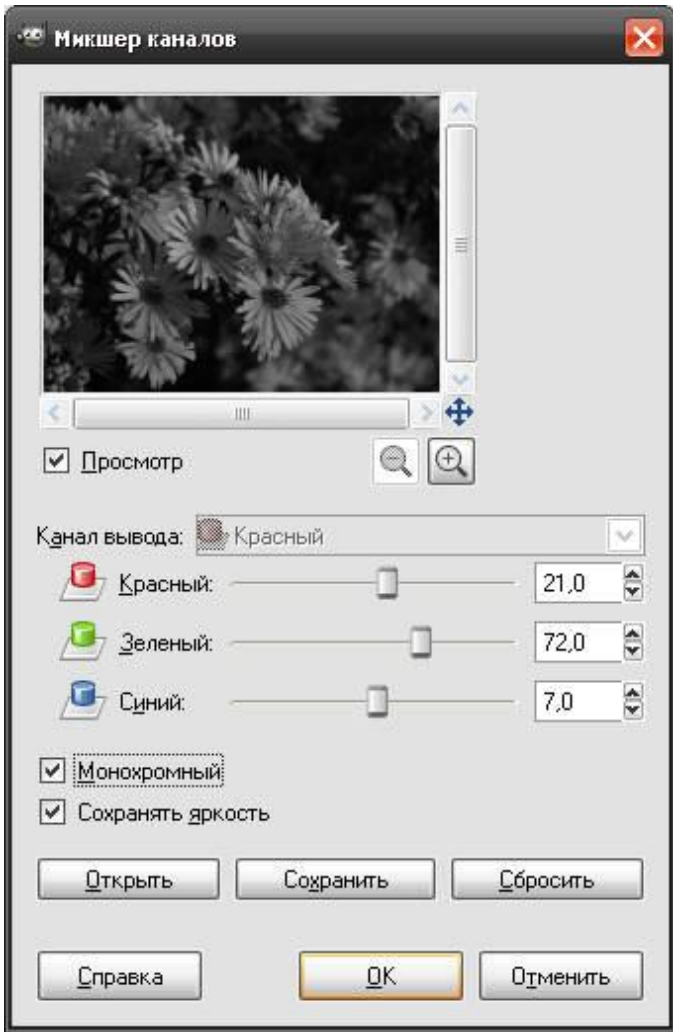 Микшер каналов
Просмотр
Канал вывода: Красный
Красный: 21,0
Зеленый: 72,0
Синий: 7,0
Монохромный
Сохранять яркость
Открыть Сохранить Сбросить
Справка OK Отменить